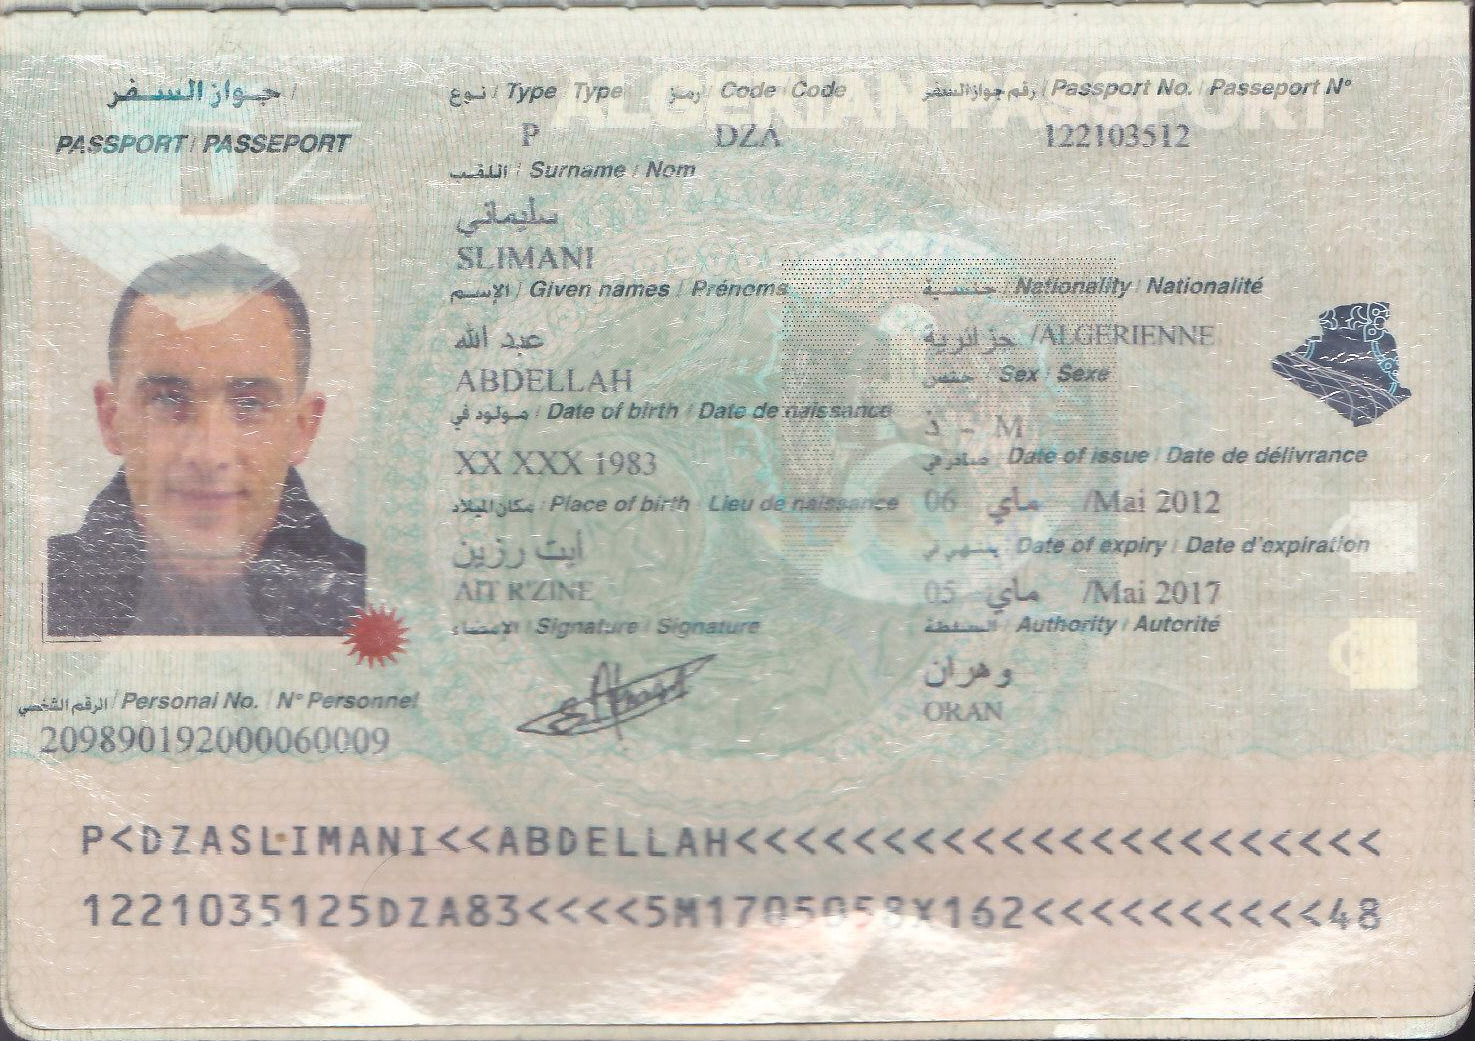 جواز السفر /
PASSPORT / PASSEPORT
نوع / Type / Type
P
رمز / Code / Code
DZA
رقم جواز السفر / Passport No. / Passeport N°
122103512
ALGERIAN PASSPORT
DZ
اللقب / Surname / Nom
سليماني
SLIMANI
الإسم / Given names / Prénoms
عبد الله
ABDELLAH
جنسية / Nationality / Nationalité
جزائرية /ALGERIENNE
جنس / Sex / Sexe
ذ - M
مولود في / Date of birth / Date de naissance
XX XXX 1983
صادر في / Date of issue / Date de délivrance
06 ماي /Mai 2012
مكان الميلاد / Place of birth / Lieu de naissance
أيت رزين
AIT R'ZINE
ينتهي في / Date of expiry / Date d'expiration
05 ماي /Mai 2017
الإمضاء / Signature / Signature
السلطة / Authority / Autorité
وهران
ORAN
الرقم الشخصي / Personal No. / N° Personnel
209890192000060009
P<DZASLIMANI<<ABDELLAH<<<<<<<<<<<<<<<<<<<<<<
1221035125DZA83<<<<5M1705058X162<<<<<<<<<<48